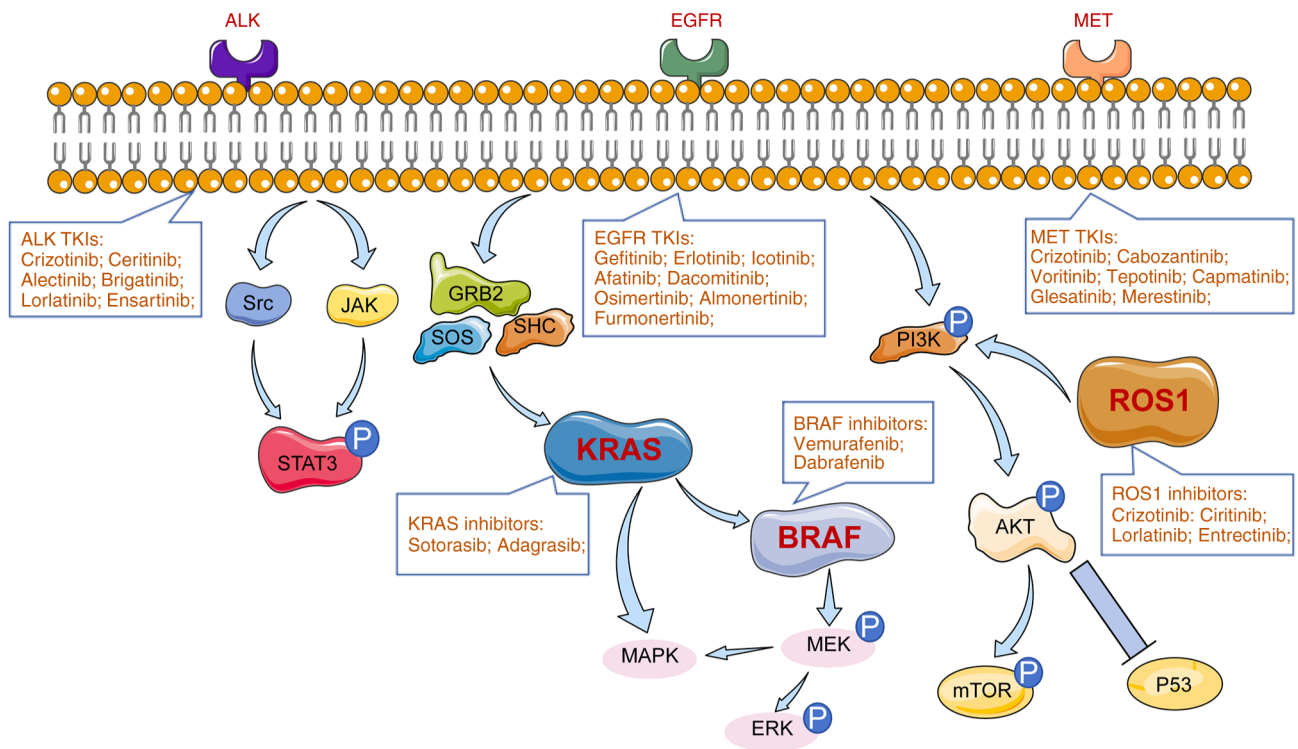 ALK
EGFR
MET
ALK TKIs:
Crizotinib; Ceritinib;
Alectinib; Brigatinib;
Lorlatinib; Ensartinib;
EGFR TKIs:
Gefitinib; Erlotinib; Icotinib;
Afatinib; Dacomitinib;
Osimertinib; Almonertinib;
Furmonertinib;
MET TKIs:
Crizotinib; Cabozantinib;
Voritinib; Tepotinib; Capmatinib;
Glesatinib; Merestinib;
Src
JAK
GRB2
SOS
SHC
PI3K
P
ROS1
STAT3
P
KRAS
BRAF inhibitors:
Vemurafenib;
Dabrafenib
KRAS inhibitors:
Sotorasib; Adagrasib;
BRAF
AKT
P
ROS1 inhibitors:
Crizotinib: Ciritinib;
Lorlatinib; Entrectinib;
MAPK
MEK
P
mTOR
P
P53
ERK
P